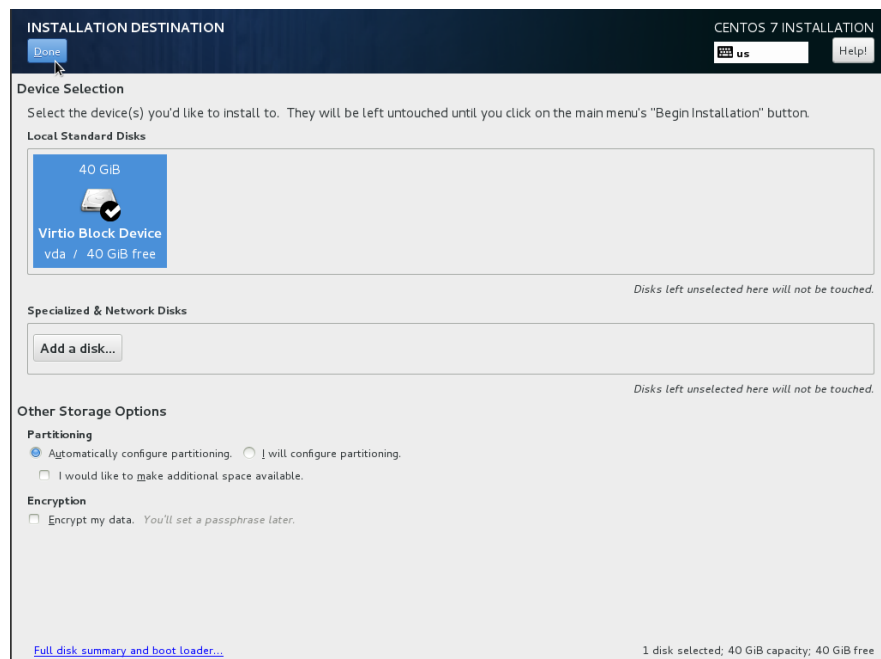 INSTALLATION DESTINATION
CENTOS 7 INSTALLATION
Done
us
Help!
Device Selection
Select the device(s) you'd like to install to. They will be left untouched until you click on the main menu's "Begin Installation" button.
Local Standard Disks
40 GiB
Virtio Block Device
vda / 40 GiB free
Disks left unselected here will not be touched.
Specialized & Network Disks
Add a disk...
Disks left unselected here will not be touched.
Other Storage Options
Partitioning
Automatically configure partitioning. I will configure partitioning.
I would like to make additional space available.
Encryption
Encrypt my data. You'll set a passphrase later.
Full disk summary and boot loader...
1 disk selected; 40 GiB capacity; 40 GiB free